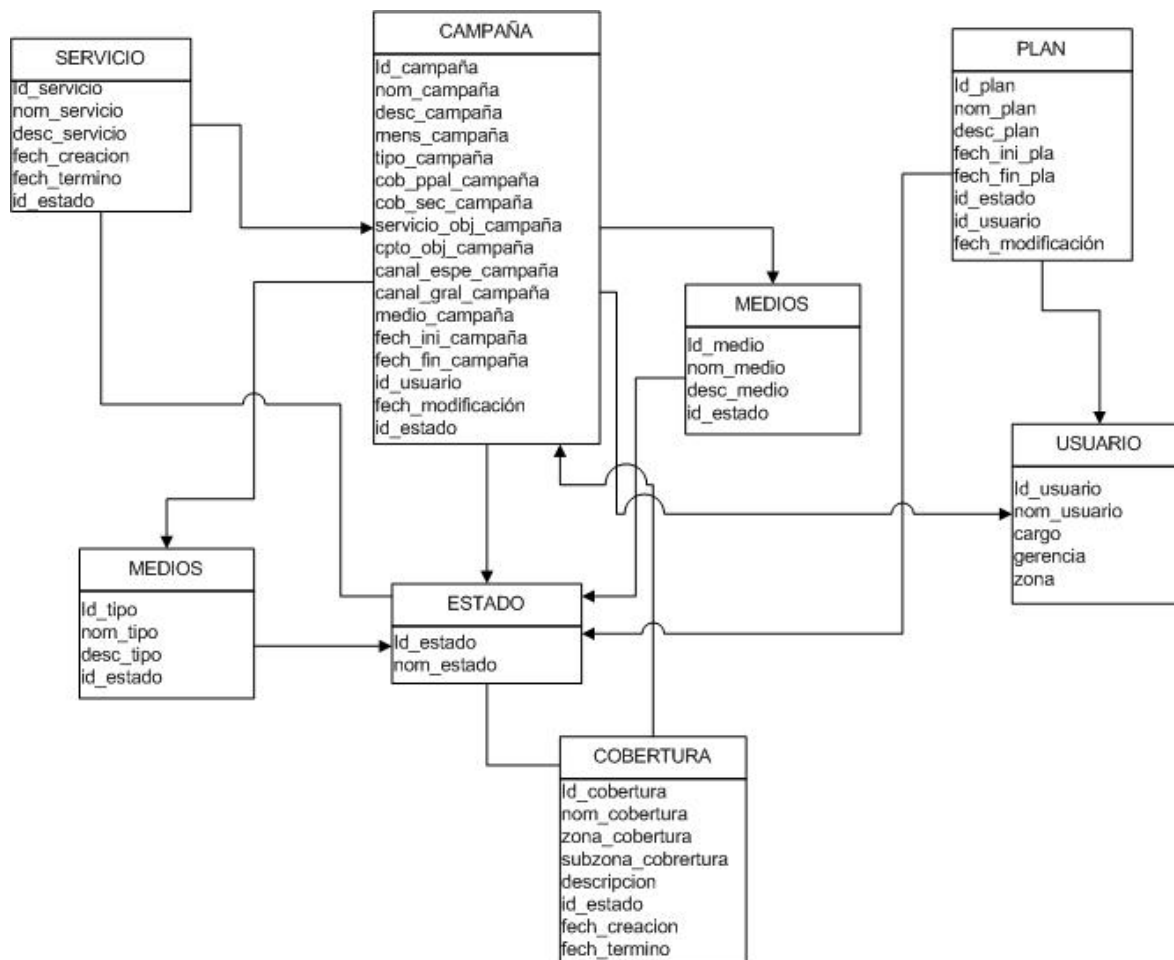 SERVICIO
Id_servicio
nom_servicio
desc_servicio
fech_creacion
fech_termino
id_estado
CAMPAÑA
Id_campaña
nom_campaña
desc_campaña
mens_campaña
tipo_campaña
cob_ppal_campaña
cob_sec_campaña
servicio_obj_campaña
cpto_obj_campaña
canal_espe_campaña
canal_gral_campaña
medio_campaña
fech_ini_campaña
fech_fin_campaña
id_usuario
fech_modificación
id_estado
PLAN
Id_plan
nom_plan
desc_plan
fech_ini_pla
fech_fin_pla
id_estado
id_usuario
fech_modificación
MEDIOS
Id_medio
nom_medio
desc_medio
id_estado
USUARIO
Id_usuario
nom_usuario
cargo
gerencia
zona
MEDIOS
Id_tipo
nom_tipo
desc_tipo
id_estado
ESTADO
Id_estado
nom_estado
COBERTURA
Id_cobertura
nom_cobertura
zona_cobertura
subzona_cobrertura
descripcion
id_estado
fech_creacion
fech_termino